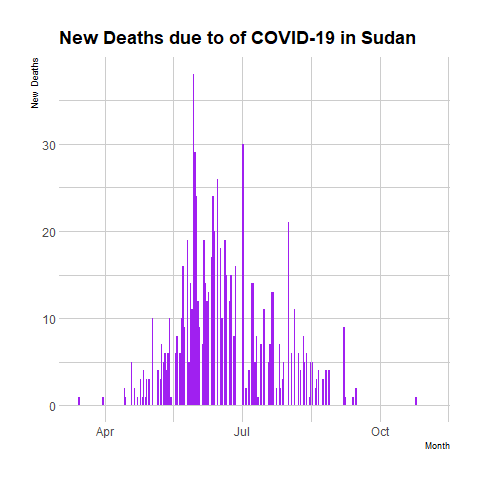 New Deaths due to of COVID-19 in Sudan
New Deaths
30
20
10
0
Apr Jul Oct
Month